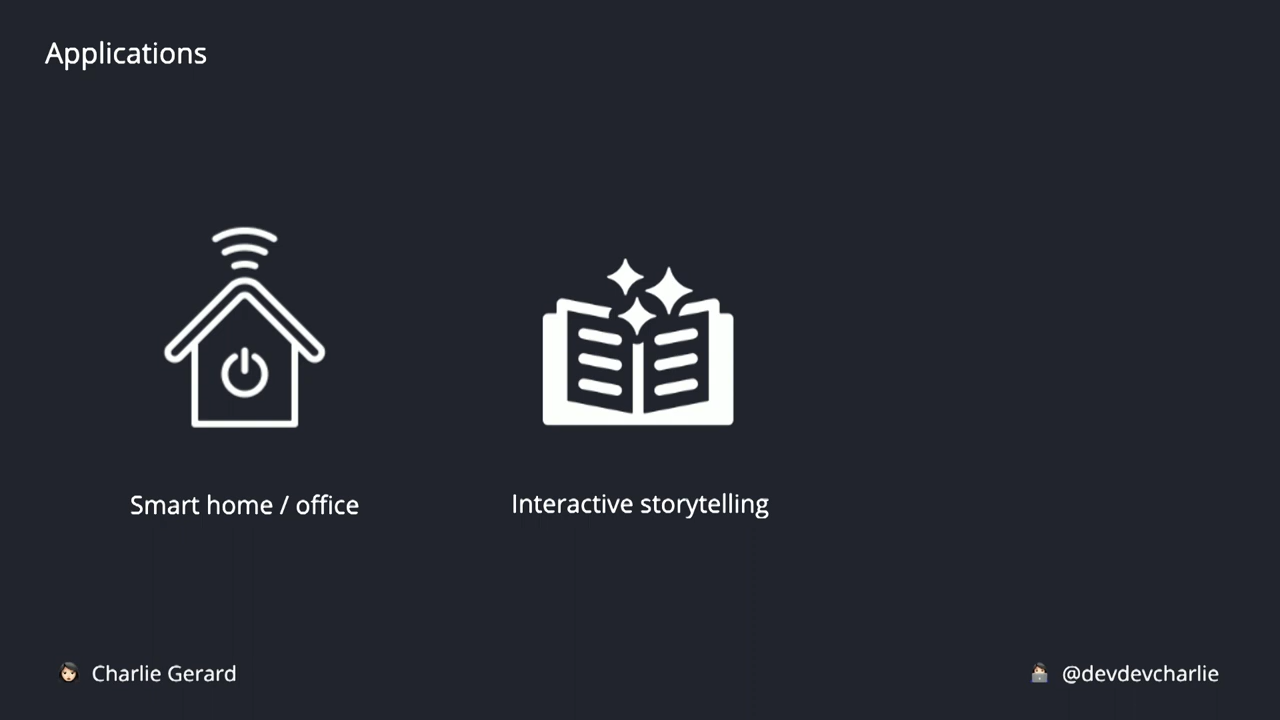 Applications
Smart home / office
Interactive storytelling
Charlie Gerard
@devdevcharlie